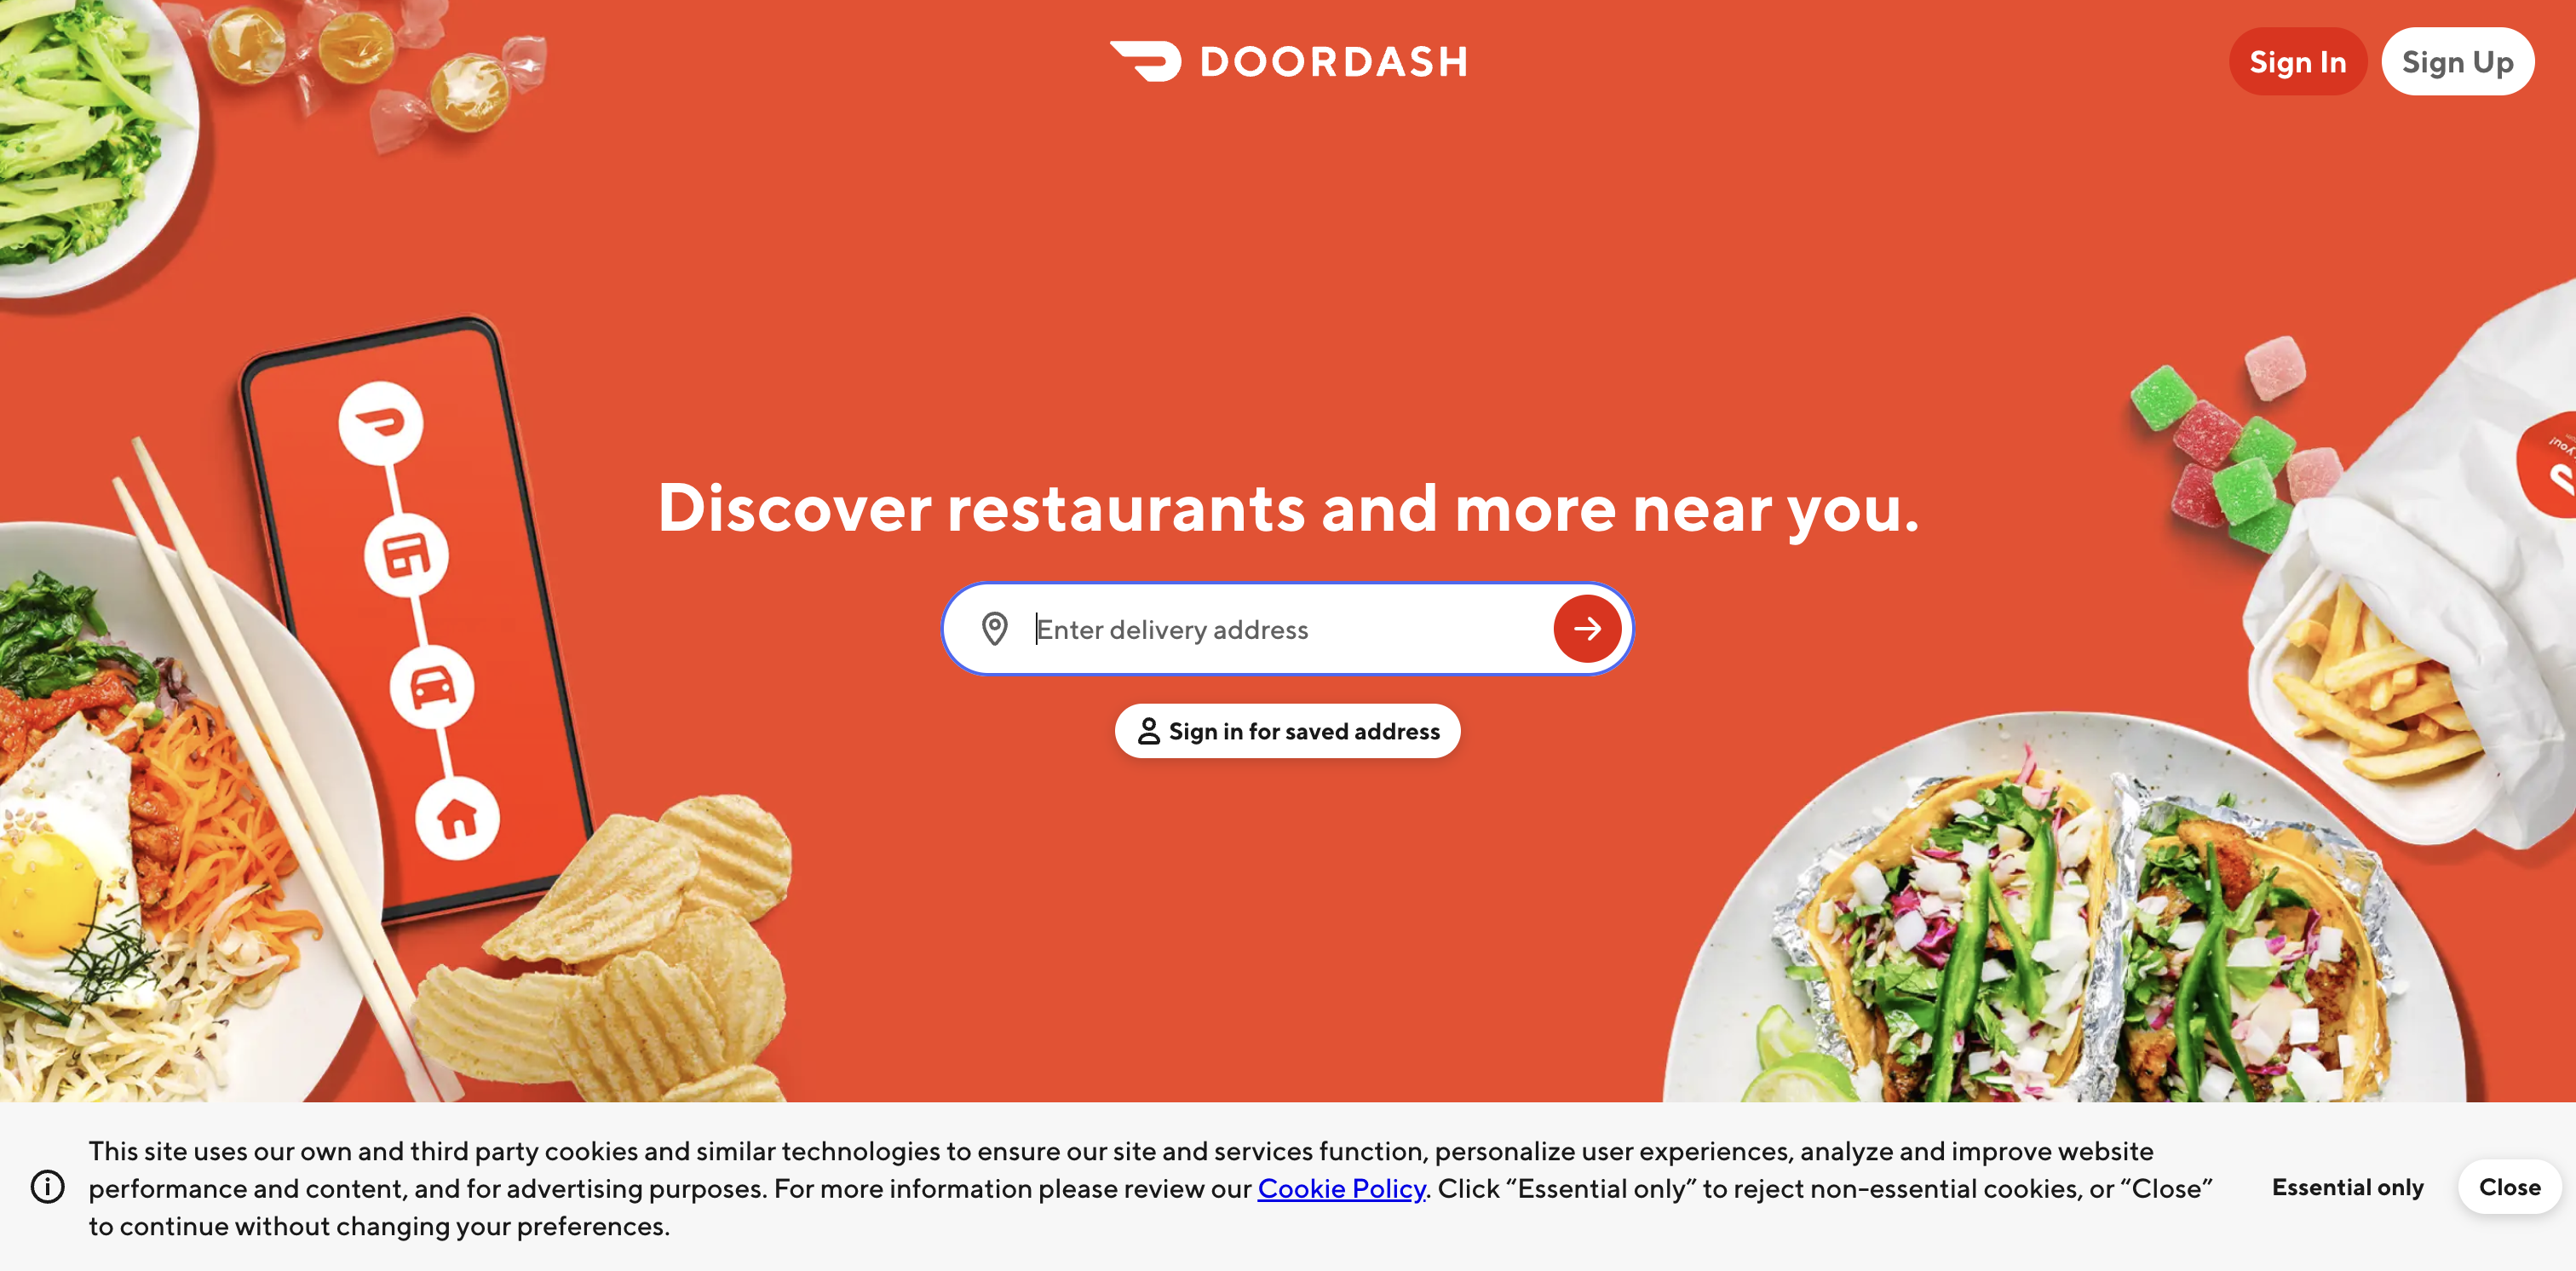 DOORDASH
Sign In
Sign Up
Discover restaurants and more near you.
Enter delivery address
Sign in for saved address
This site uses our own and third party cookies and similar technologies to ensure our site and services function, personalize user experiences, analyze and improve website
performance and content, and for advertising purposes. For more information please review our Cookie Policy. Click “Essential only” to reject non-essential cookies, or “Close”
to continue without changing your preferences.
Essential only
Close